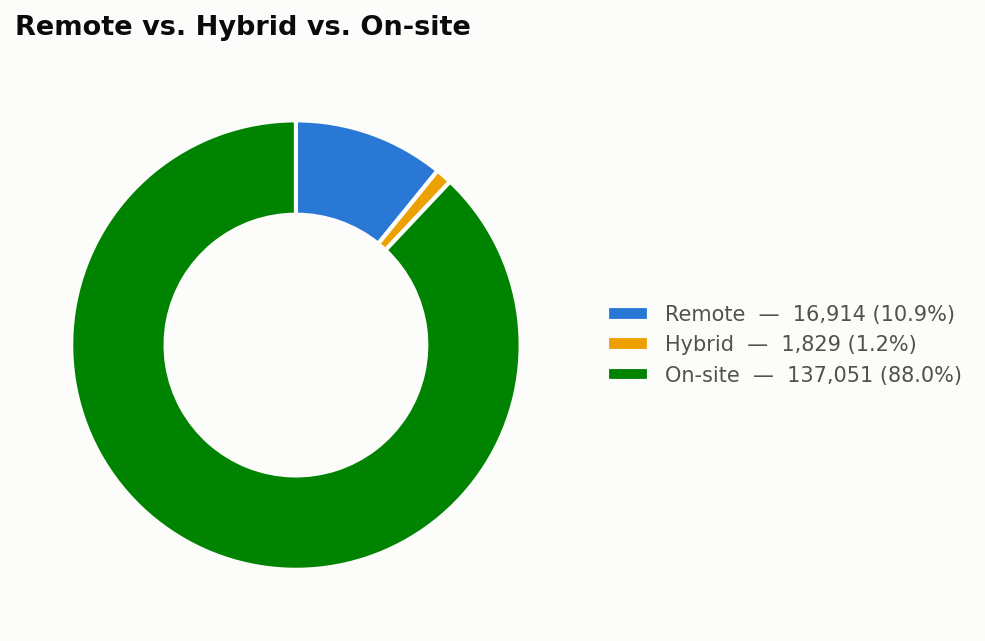 Remote vs. Hybrid vs. On-site
Remote — 16,914 (10.9%)
Hybrid — 1,829 (1.2%)
On-site — 137,051 (88.0%)